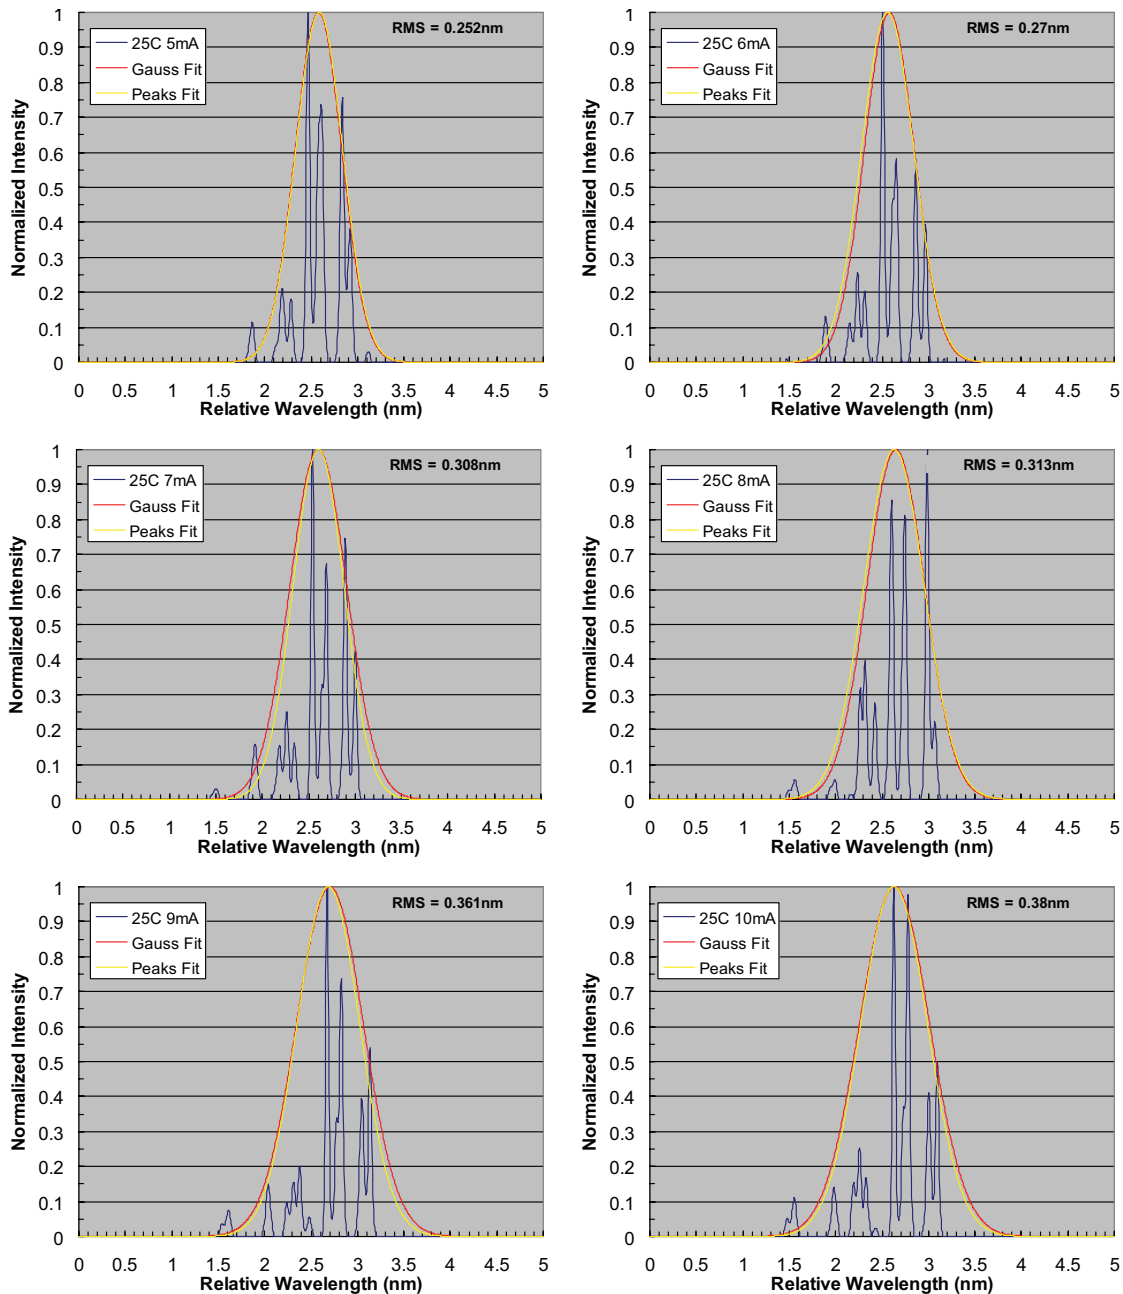 RMS = 0.252nm
25C 5mA
Gauss Fit
Peaks Fit
Normalized Intensity
1
0.9
0.8
0.7
0.6
0.5
0.4
0.3
0.2
0.1
0
0 0.5 1 1.5 2 2.5 3 3.5 4 4.5 5
Relative Wavelength (nm)
RMS = 0.27nm
25C 6mA
Gauss Fit
Peaks Fit
Normalized Intensity
1
0.9
0.8
0.7
0.6
0.5
0.4
0.3
0.2
0.1
0
0 0.5 1 1.5 2 2.5 3 3.5 4 4.5 5
Relative Wavelength (nm)
RMS = 0.308nm
25C 7mA
Gauss Fit
Peaks Fit
Normalized Intensity
1
0.9
0.8
0.7
0.6
0.5
0.4
0.3
0.2
0.1
0
0 0.5 1 1.5 2 2.5 3 3.5 4 4.5 5
Relative Wavelength (nm)
RMS = 0.313nm
25C 8mA
Gauss Fit
Peaks Fit
Normalized Intensity
1
0.9
0.8
0.7
0.6
0.5
0.4
0.3
0.2
0.1
0
0 0.5 1 1.5 2 2.5 3 3.5 4 4.5 5
Relative Wavelength (nm)
RMS = 0.361nm
25C 9mA
Gauss Fit
Peaks Fit
Normalized Intensity
1
0.9
0.8
0.7
0.6
0.5
0.4
0.3
0.2
0.1
0
0 0.5 1 1.5 2 2.5 3 3.5 4 4.5 5
Relative Wavelength (nm)
RMS = 0.38nm
25C 10mA
Gauss Fit
Peaks Fit
Normalized Intensity
1
0.9
0.8
0.7
0.6
0.5
0.4
0.3
0.2
0.1
0
0 0.5 1 1.5 2 2.5 3 3.5 4 4.5 5
Relative Wavelength (nm)